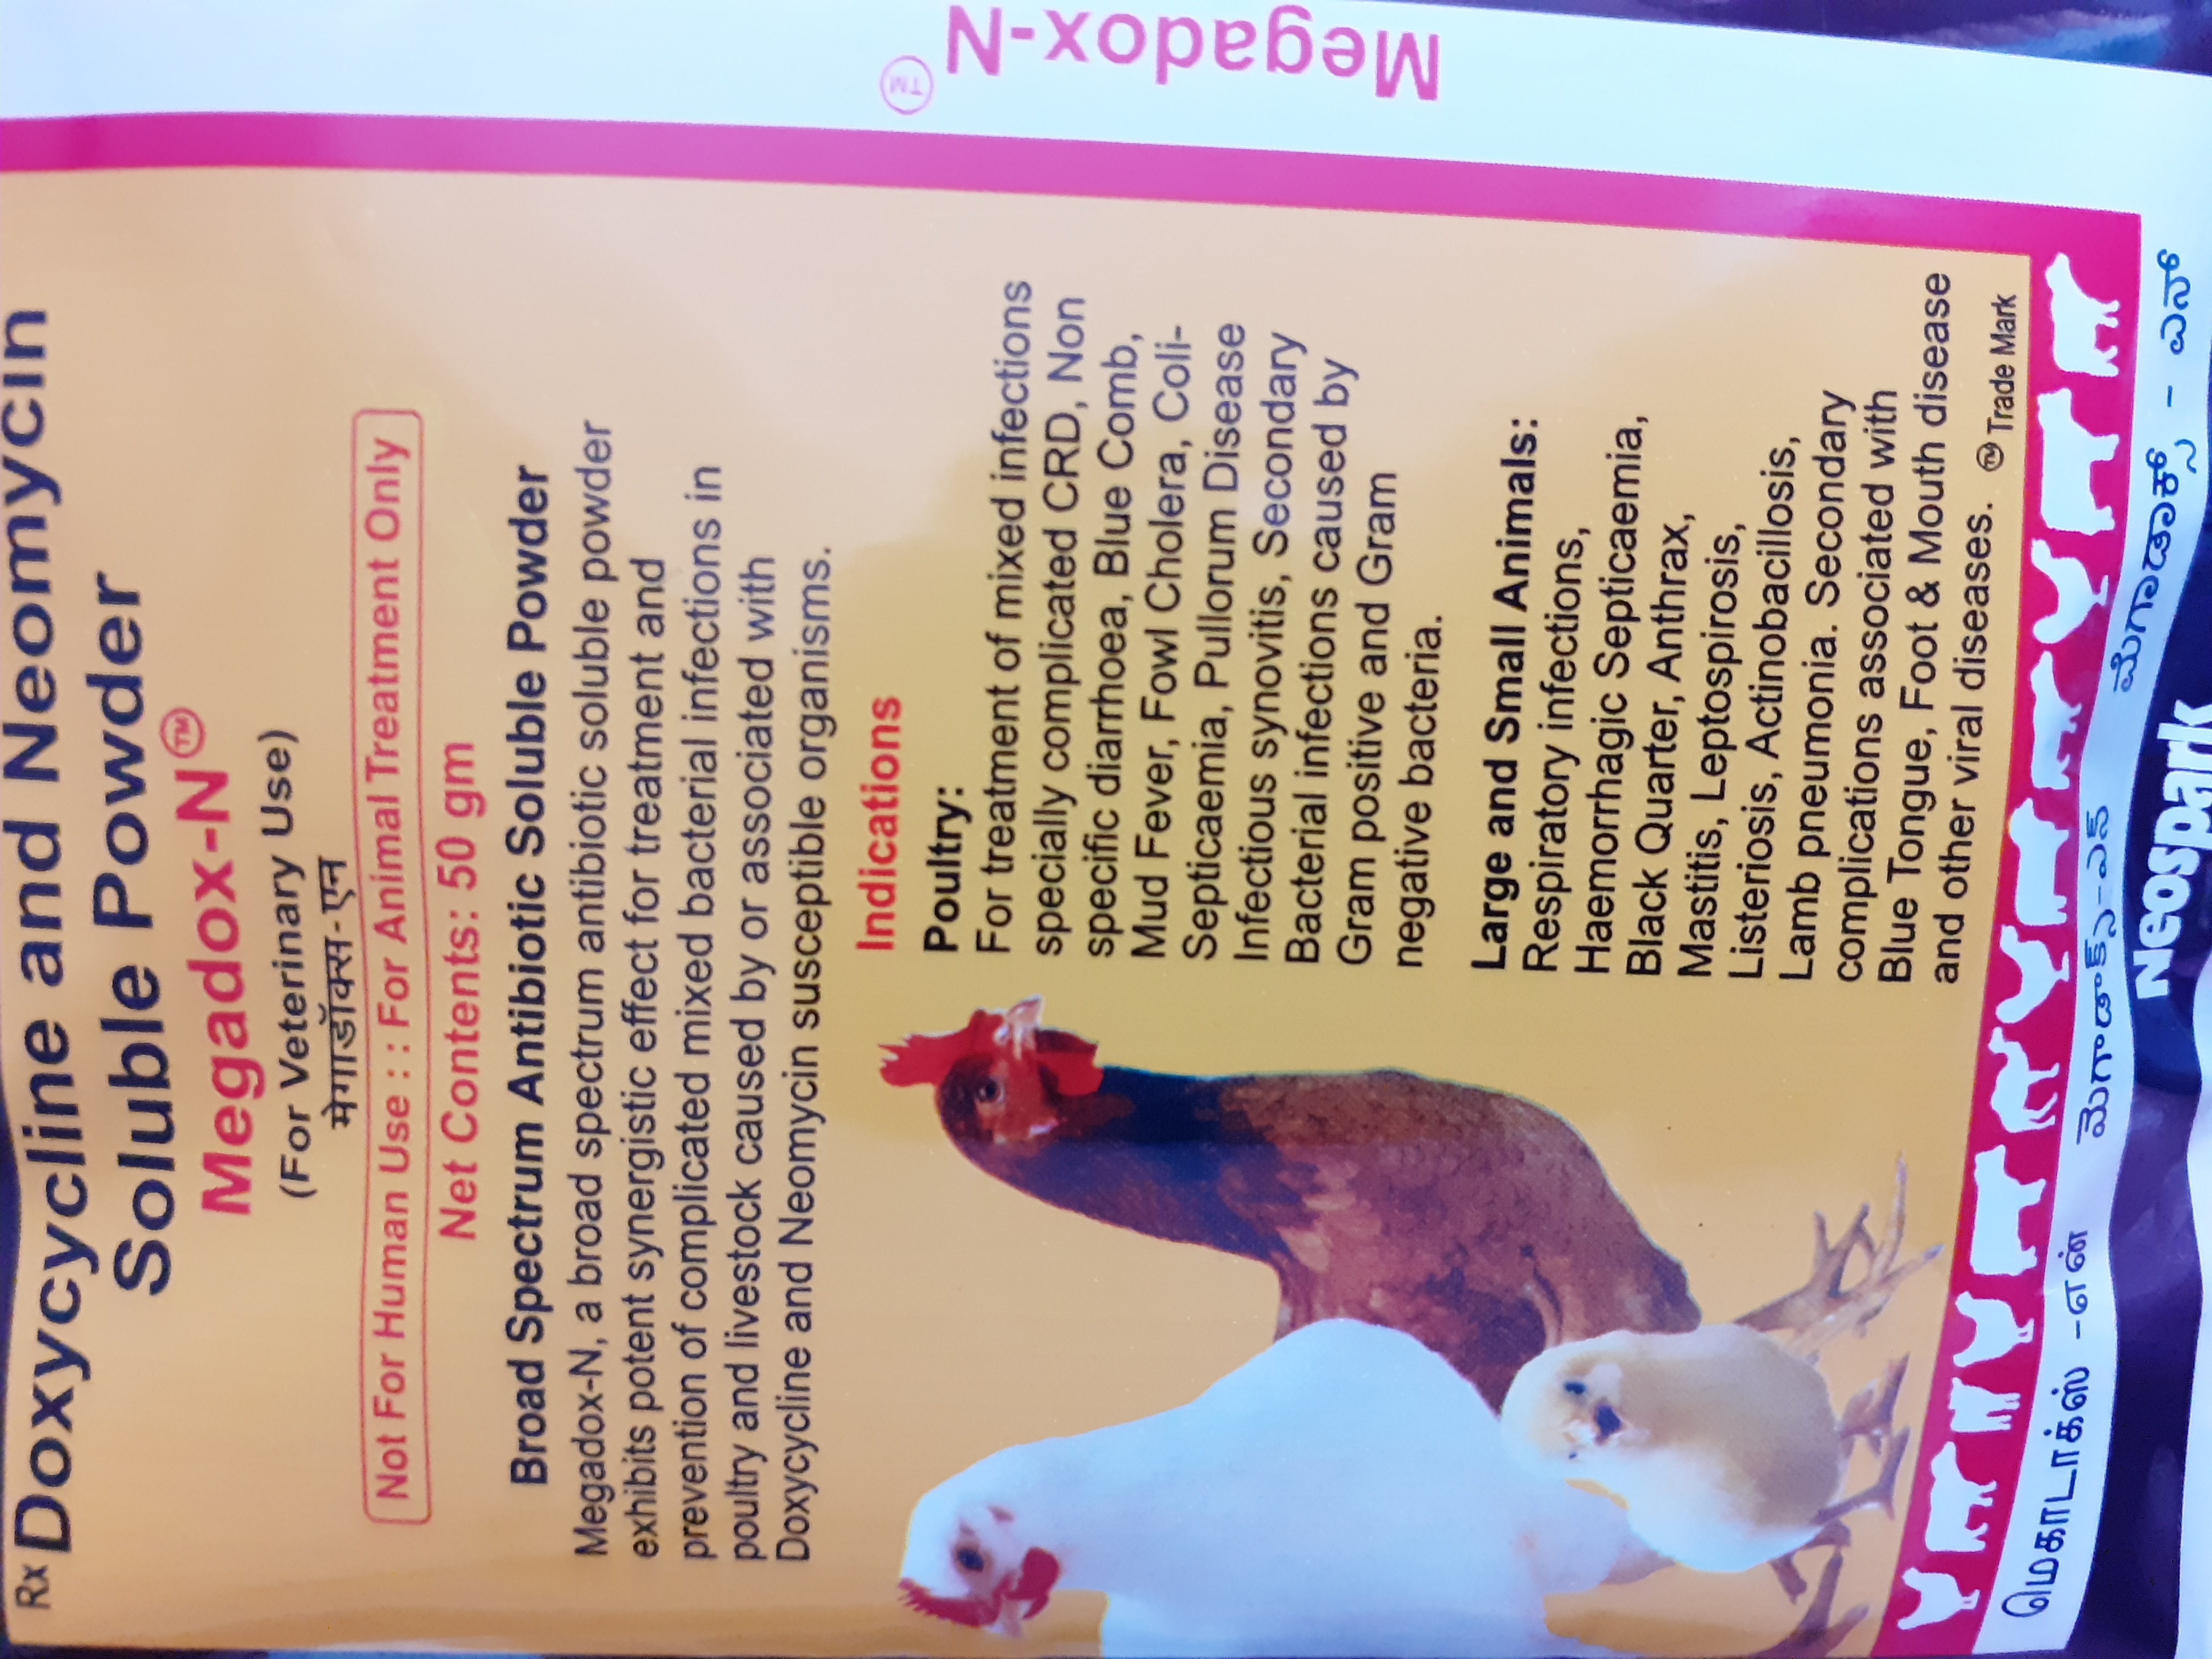 Rx Doxycycline and Neomycin
Soluble Powder
Megadox-N™
(For Veterinary Use)
मेगाडॉक्स-एन
Not For Human Use : : For Animal Treatment Only
Net Contents: 50 gm
Broad Spectrum Antibiotic Soluble Powder
Megadox-N, a broad spectrum antibiotic soluble powder
exhibits potent synergistic effect for treatment and
prevention of complicated mixed bacterial infections in
poultry and livestock caused by or associated with
Doxycycline and Neomycin susceptible organisms.
Indications
Poultry:
For treatment of mixed infections
specially complicated CRD, Non
specific diarrhoea, Blue Comb,
Mud Fever, Fowl Cholera, Coli-
Septicaemia, Pullorum Disease
Infectious synovitis, Secondary
Bacterial infections caused by
Gram positive and Gram
negative bacteria.
Large and Small Animals:
Respiratory infections,
Haemorrhagic Septicaemia,
Black Quarter, Anthrax,
Mastitis, Leptospirosis,
Listeriosis, Actinobacillosis,
Lamb pneumonia. Secondary
complications associated with
Blue Tongue, Foot & Mouth disease
and other viral diseases.
™ Trade Mark
மெகாடாக்ஸ் -என்
మెగాడాక్స్-ఎన్
ಮೆಗಾಡಾಕ್ಸ್ - ಎನ್
Neospark
Megadox-N™